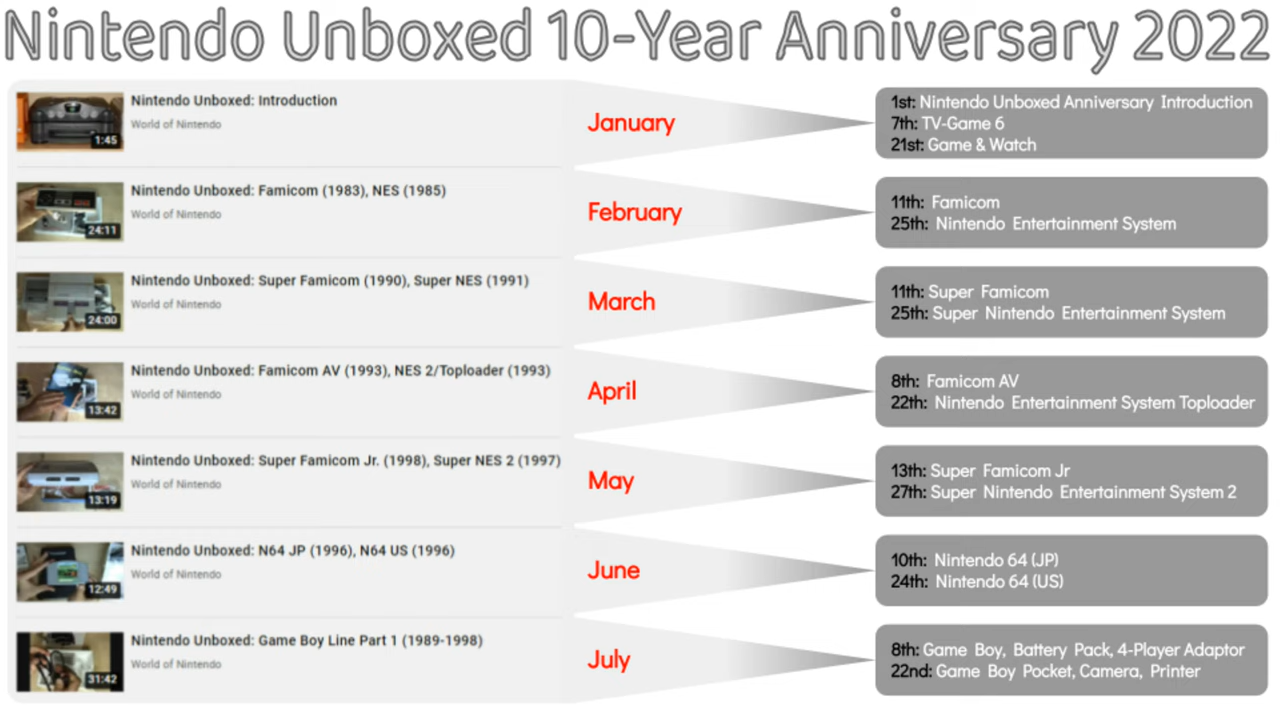 Nintendo Unboxed 10-Year Anniversary 2022
Nintendo Unboxed: Introduction
World of Nintendo
1:45
January
1st: Nintendo Unboxed Anniversary Introduction
7th: TV-Game 6
21st: Game & Watch
Nintendo Unboxed: Famicom (1983), NES (1985)
World of Nintendo
24:11
February
11th: Famicom
25th: Nintendo Entertainment System
Nintendo Unboxed: Super Famicom (1990), Super NES (1991)
World of Nintendo
24:00
March
11th: Super Famicom
25th: Super Nintendo Entertainment System
Nintendo Unboxed: Famicom AV (1993), NES 2/Toploader (1993)
World of Nintendo
13:42
April
8th: Famicom AV
22th: Nintendo Entertainment System Toploader
Nintendo Unboxed: Super Famicom Jr. (1998), Super NES 2 (1997)
World of Nintendo
13:19
May
13th: Super Famicom Jr
27th: Super Nintendo Entertainment System 2
Nintendo Unboxed: N64 JP (1996), N64 US (1996)
World of Nintendo
12:49
June
10th: Nintendo 64 (JP)
24th: Nintendo 64 (US)
Nintendo Unboxed: Game Boy Line Part 1 (1989-1998)
World of Nintendo
31:42
July
8th: Game Boy, Battery Pack, 4-Player Adaptor
22nd: Game Boy Pocket, Camera, Printer